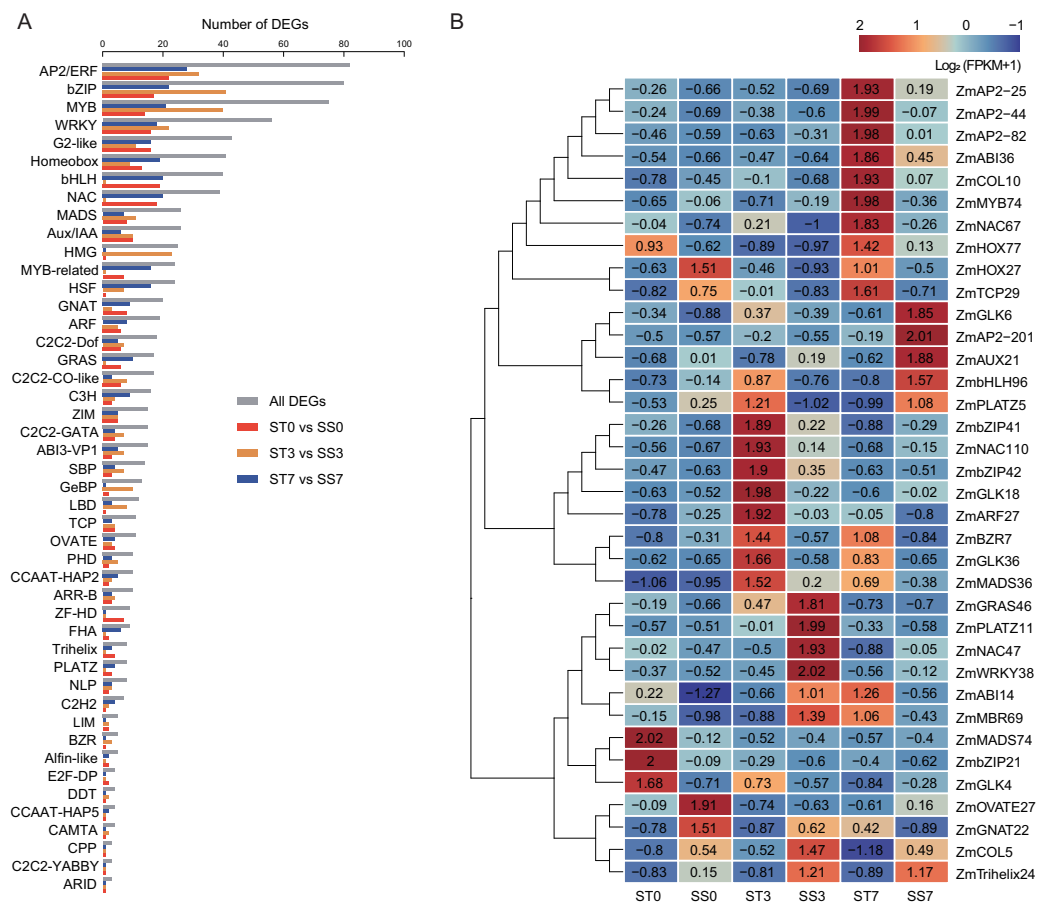 A
Number of DEGs
0 20 40 60 80 100
AP2/ERF
bZIP
MYB
WRKY
G2-like
Homeobox
bHLH
NAC
MADS
Aux/IAA
HMG
MYB-related
HSF
GNAT
ARF
C2C2-Dof
GRAS
C2C2-CO-like
C3H
ZIM
C2C2-GATA
ABI3-VP1
SBP
GeBP
LBD
TCP
OVATE
PHD
CCAAT-HAP2
ARR-B
ZF-HD
FHA
Trihelix
PLATZ
NLP
C2H2
LIM
BZR
Alfin-like
E2F-DP
DDT
CCAAT-HAP5
CAMTA
CPP
C2C2-YABBY
ARID
All DEGs
ST0 vs SS0
ST3 vs SS3
ST7 vs SS7
B
2 1 0 −1
Log₂ (FPKM+1)
−0.26 −0.66 −0.52 −0.69 1.93 0.19 ZmAP2−25
−0.24 −0.69 −0.38 −0.6 1.99 −0.07 ZmAP2−44
−0.46 −0.59 −0.63 −0.31 1.98 0.01 ZmAP2−82
−0.54 −0.66 −0.47 −0.64 1.86 0.45 ZmABI36
−0.78 −0.45 −0.1 −0.68 1.93 0.07 ZmCOL10
−0.65 −0.06 −0.71 −0.19 1.98 −0.36 ZmMYB74
−0.04 −0.74 0.21 −1 1.83 −0.26 ZmNAC67
0.93 −0.62 −0.89 −0.97 1.42 0.13 ZmHOX77
−0.63 1.51 −0.46 −0.93 1.01 −0.5 ZmHOX27
−0.82 0.75 −0.01 −0.83 1.61 −0.71 ZmTCP29
−0.34 −0.88 0.37 −0.39 −0.61 1.85 ZmGLK6
−0.5 −0.57 −0.2 −0.55 −0.19 2.01 ZmAP2−201
−0.68 0.01 −0.78 0.19 −0.62 1.88 ZmAUX21
−0.73 −0.14 0.87 −0.76 −0.8 1.57 ZmbHLH96
−0.53 0.25 1.21 −1.02 −0.99 1.08 ZmPLATZ5
−0.26 −0.68 1.89 0.22 −0.88 −0.29 ZmbZIP41
−0.56 −0.67 1.93 0.14 −0.68 −0.15 ZmNAC110
−0.47 −0.63 1.9 0.35 −0.63 −0.51 ZmbZIP42
−0.63 −0.52 1.98 −0.22 −0.6 −0.02 ZmGLK18
−0.78 −0.25 1.92 −0.03 −0.05 −0.8 ZmARF27
−0.8 −0.31 1.44 −0.57 1.08 −0.84 ZmBZR7
−0.62 −0.65 1.66 −0.58 0.83 −0.65 ZmGLK36
−1.06 −0.95 1.52 0.2 0.69 −0.38 ZmMADS36
−0.19 −0.66 0.47 1.81 −0.73 −0.7 ZmGRAS46
−0.57 −0.51 −0.01 1.99 −0.33 −0.58 ZmPLATZ11
−0.02 −0.47 −0.5 1.93 −0.88 −0.05 ZmNAC47
−0.37 −0.52 −0.45 2.02 −0.56 −0.12 ZmWRKY38
0.22 −1.27 −0.66 1.01 1.26 −0.56 ZmABI14
−0.15 −0.98 −0.88 1.39 1.06 −0.43 ZmMBR69
2.02 −0.12 −0.52 −0.4 −0.57 −0.4 ZmMADS74
2 −0.09 −0.29 −0.6 −0.4 −0.62 ZmbZIP21
1.68 −0.71 0.73 −0.57 −0.84 −0.28 ZmGLK4
−0.09 1.91 −0.74 −0.63 −0.61 0.16 ZmOVATE27
−0.78 1.51 −0.87 0.62 0.42 −0.89 ZmGNAT22
−0.8 0.54 −0.52 1.47 −1.18 0.49 ZmCOL5
−0.83 0.15 −0.81 1.21 −0.89 1.17 ZmTrihelix24
ST0 SS0 ST3 SS3 ST7 SS7